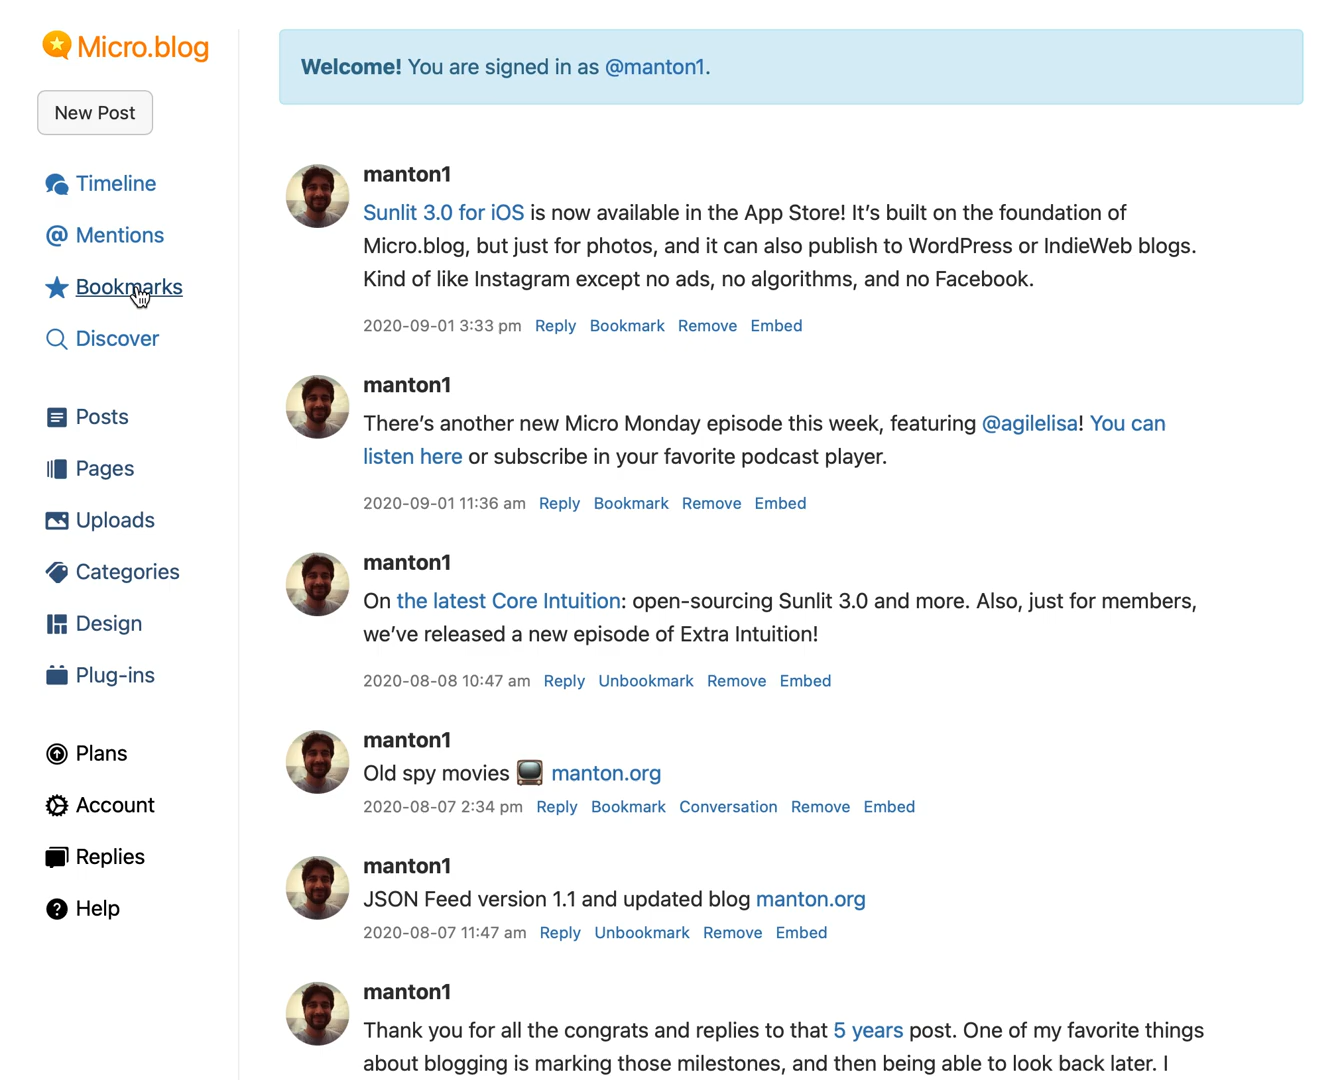 Micro.blog
New Post
Timeline
Mentions
Bookmarks
Discover
Posts
Pages
Uploads
Categories
Design
Plug-ins
Plans
Account
Replies
Help
Welcome! You are signed in as @manton1.
manton1
Sunlit 3.0 for iOS is now available in the App Store! It’s built on the foundation of
Micro.blog, but just for photos, and it can also publish to WordPress or IndieWeb blogs.
Kind of like Instagram except no ads, no algorithms, and no Facebook.
2020-09-01 3:33 pm Reply Bookmark Remove Embed
manton1
There’s another new Micro Monday episode this week, featuring @agilelisa! You can
listen here or subscribe in your favorite podcast player.
2020-09-01 11:36 am Reply Bookmark Remove Embed
manton1
On the latest Core Intuition: open-sourcing Sunlit 3.0 and more. Also, just for members,
we’ve released a new episode of Extra Intuition!
2020-08-08 10:47 am Reply Unbookmark Remove Embed
manton1
Old spy movies 📺 manton.org
2020-08-07 2:34 pm Reply Bookmark Conversation Remove Embed
manton1
JSON Feed version 1.1 and updated blog manton.org
2020-08-07 11:47 am Reply Unbookmark Remove Embed
manton1
Thank you for all the congrats and replies to that 5 years post. One of my favorite things
about blogging is marking those milestones, and then being able to look back later. I